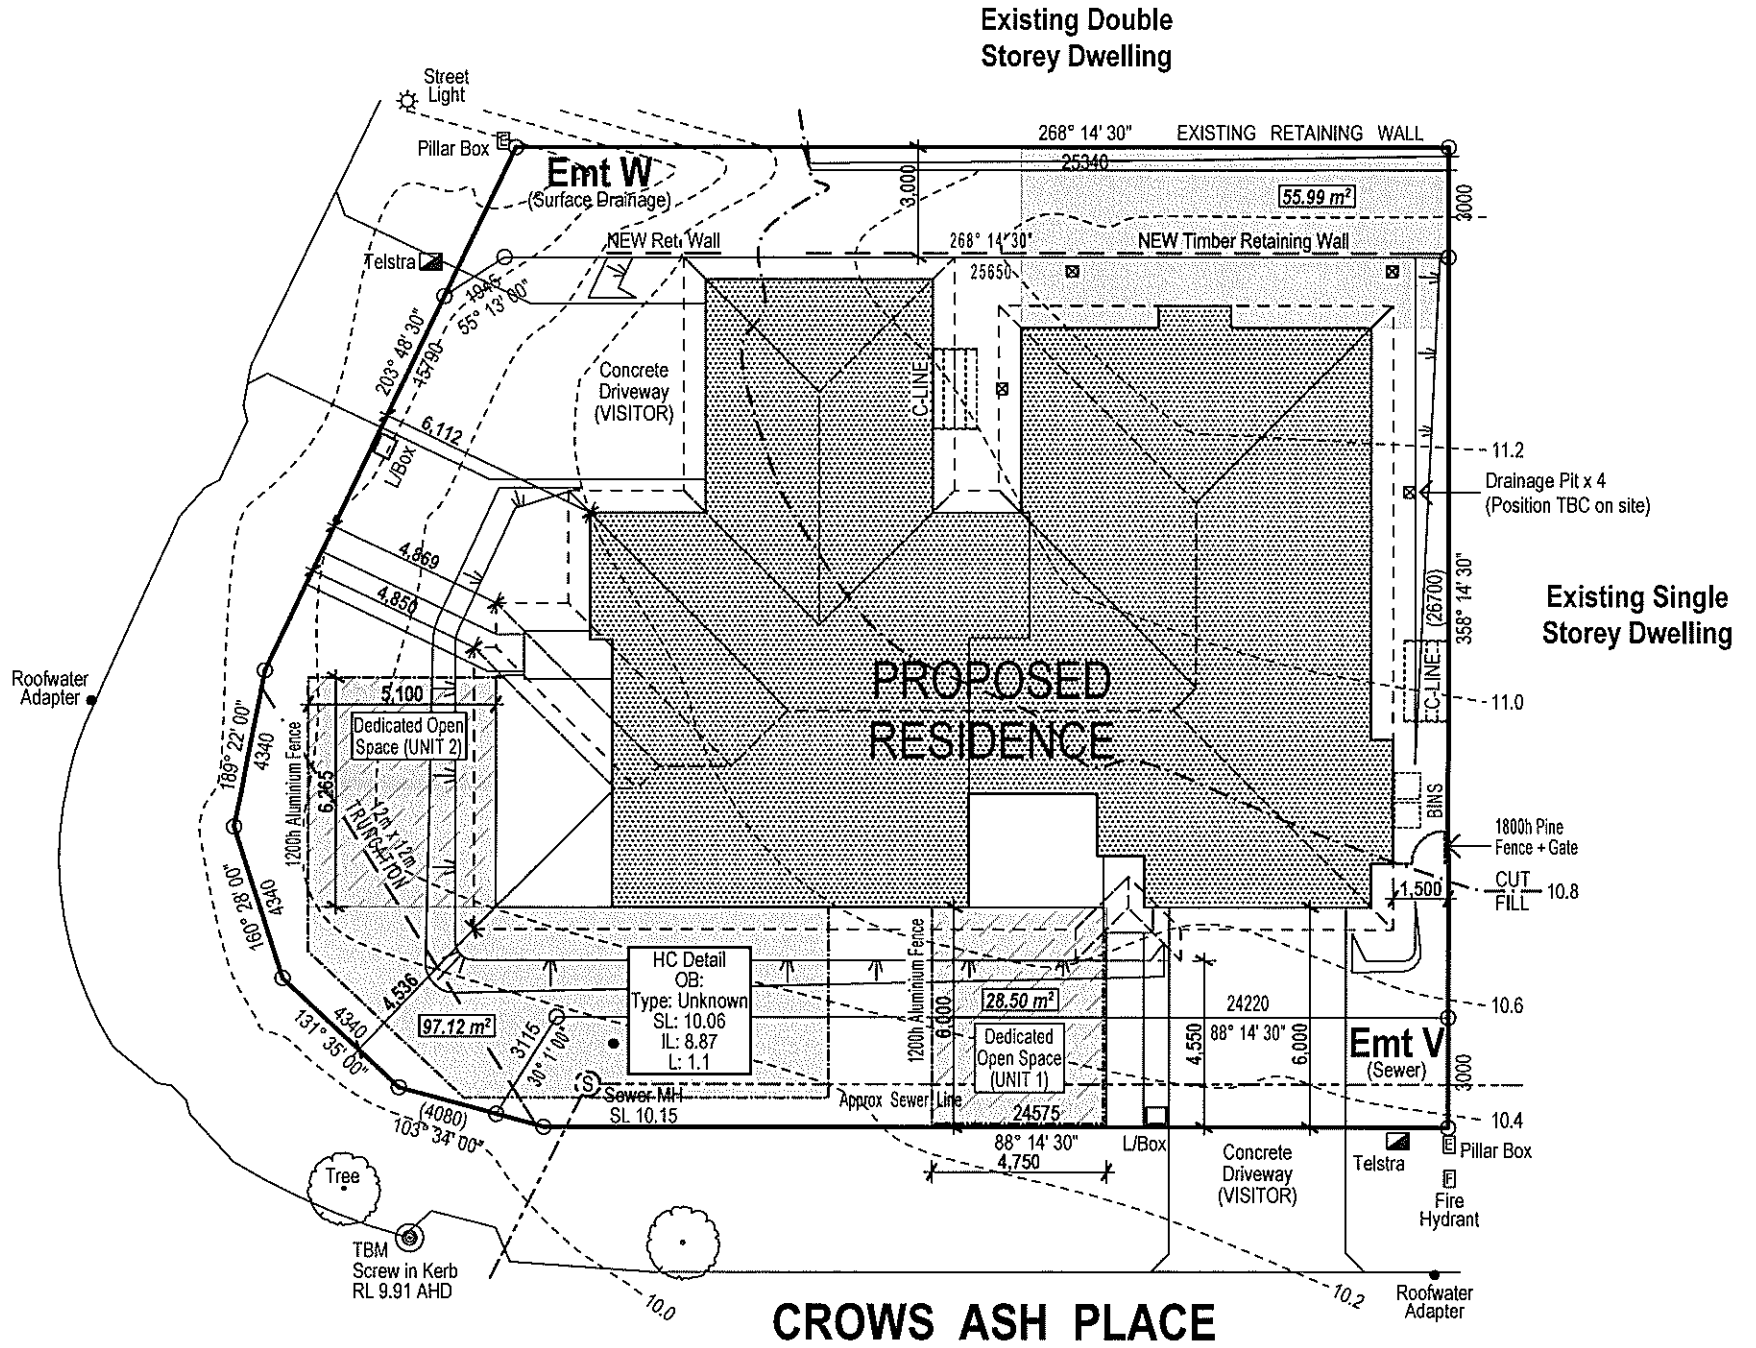 Existing Double
Storey Dwelling
Street
Light
Pillar Box
E
268° 14' 30"
EXISTING RETAINING WALL
25340
Emt W
(Surface Drainage)
3,000
55.99 m²
3000
Telstra
NEW Ret. Wall
268° 14' 30"
NEW Timber Retaining Wall
25650
1945
55° 13' 00"
203° 48' 30"
15790
Concrete
Driveway
(VISITOR)
C-LINE
6,112
L/Box
11.2
Drainage Pit x 4
(Position TBC on site)
4,869
4,850
(26700)
358° 14' 30"
Existing Single
Storey Dwelling
PROPOSED
RESIDENCE
C-LINE
11.0
Roofwater
Adapter
5,100
Dedicated Open
Space (UNIT 2)
189° 22' 00"
4340
1200h Aluminium Fence
6,265
12m x 12m
TRUNCATION
BINS
1800h Pine
Fence + Gate
1,500
CUT
FILL
10.8
160° 28' 00"
4340
HC Detail
OB:
Type: Unknown
SL: 10.06
IL: 8.87
L: 1.1
1200h Aluminium Fence
6,000
28.50 m²
Dedicated
Open Space
(UNIT 1)
4,536
97.12 m²
4340
131° 35' 00"
3115
30° 1' 00"
24220
88° 14' 30"
4,550
6,000
10.6
Emt V
(Sewer)
3000
S
Sewer MH
SL 10.15
Approx Sewer Line
(4080)
103° 34' 00"
24575
88° 14' 30"
4,750
L/Box
10.4
Concrete
Driveway
(VISITOR)
Telstra
E
Pillar Box
F
Fire
Hydrant
Tree
TBM
Screw in Kerb
RL 9.91 AHD
10.0
10.2
Roofwater
Adapter
CROWS ASH PLACE